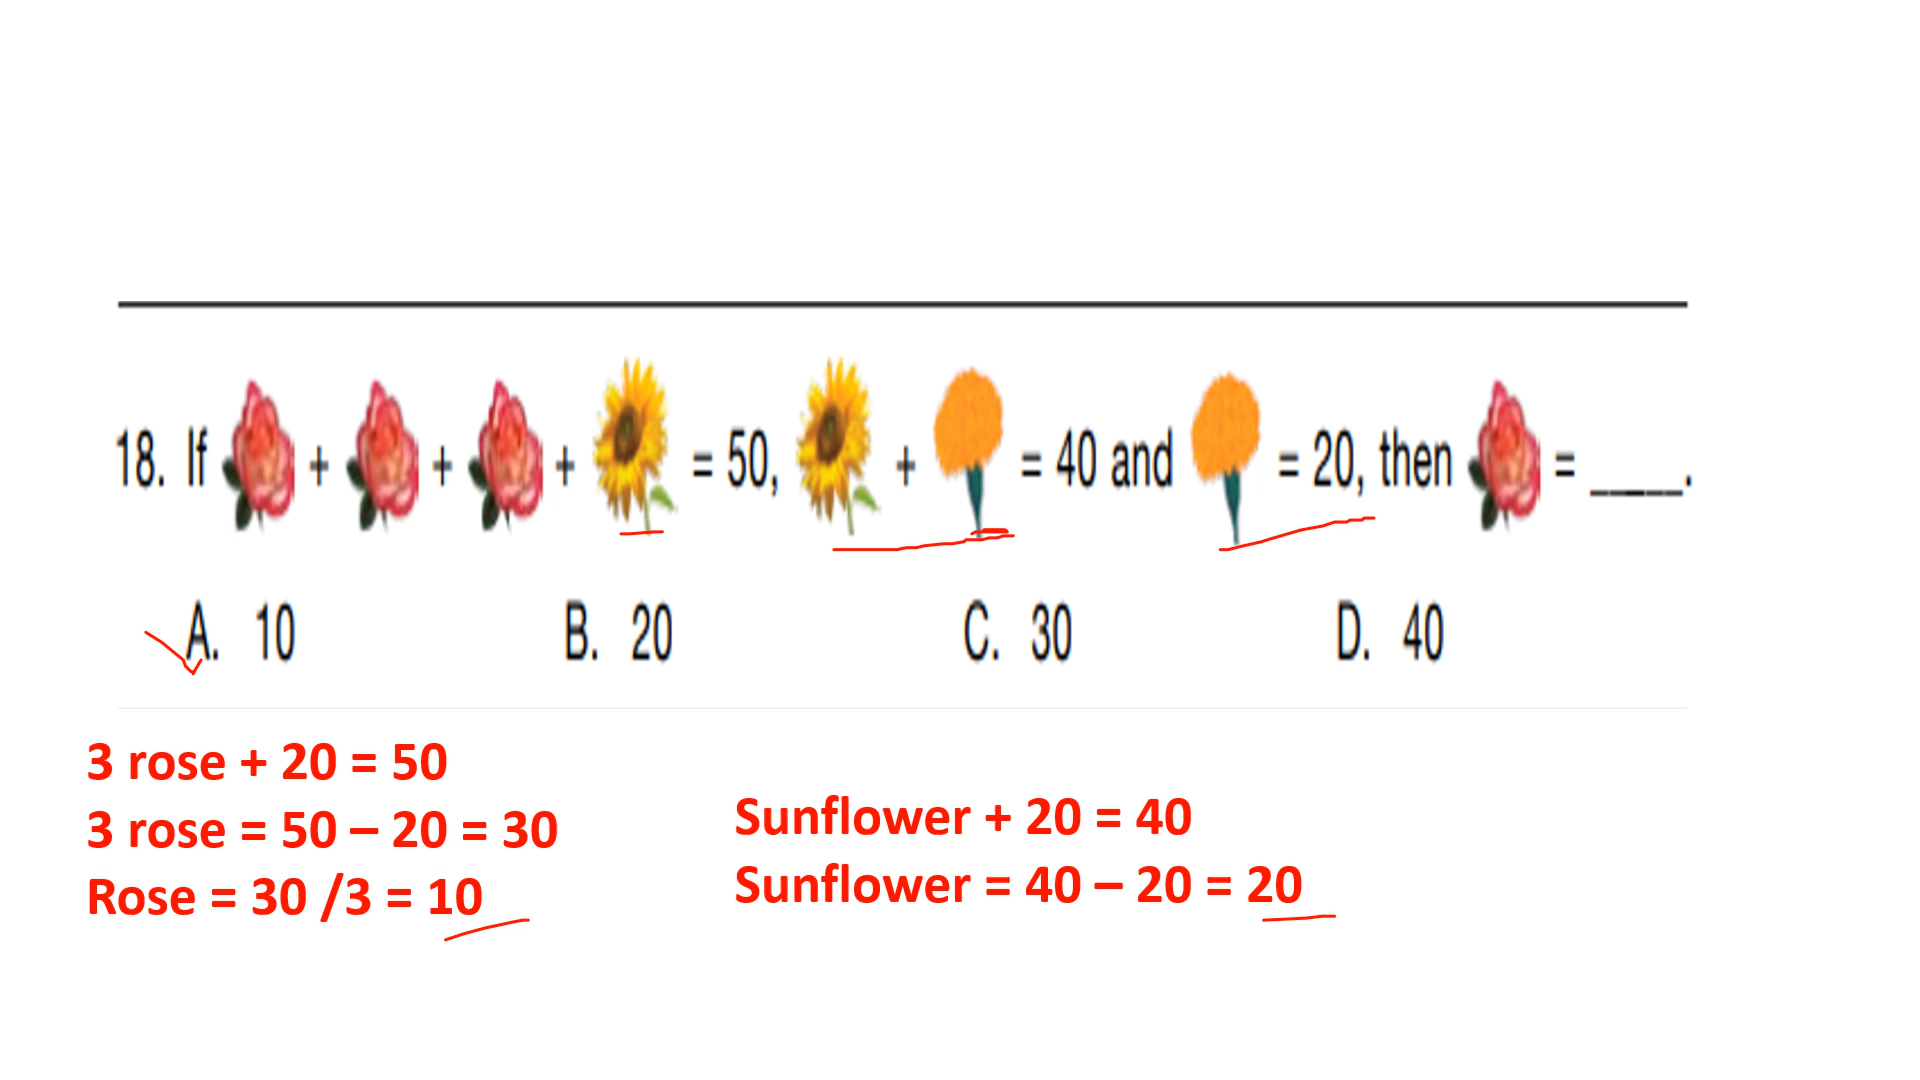 18. If + + + = 50, + = 40 and = 20, then = _____.
A. 10 B. 20 C. 30 D. 40
3 rose + 20 = 50
3 rose = 50 – 20 = 30
Rose = 30 /3 = 10
Sunflower + 20 = 40
Sunflower = 40 – 20 = 20